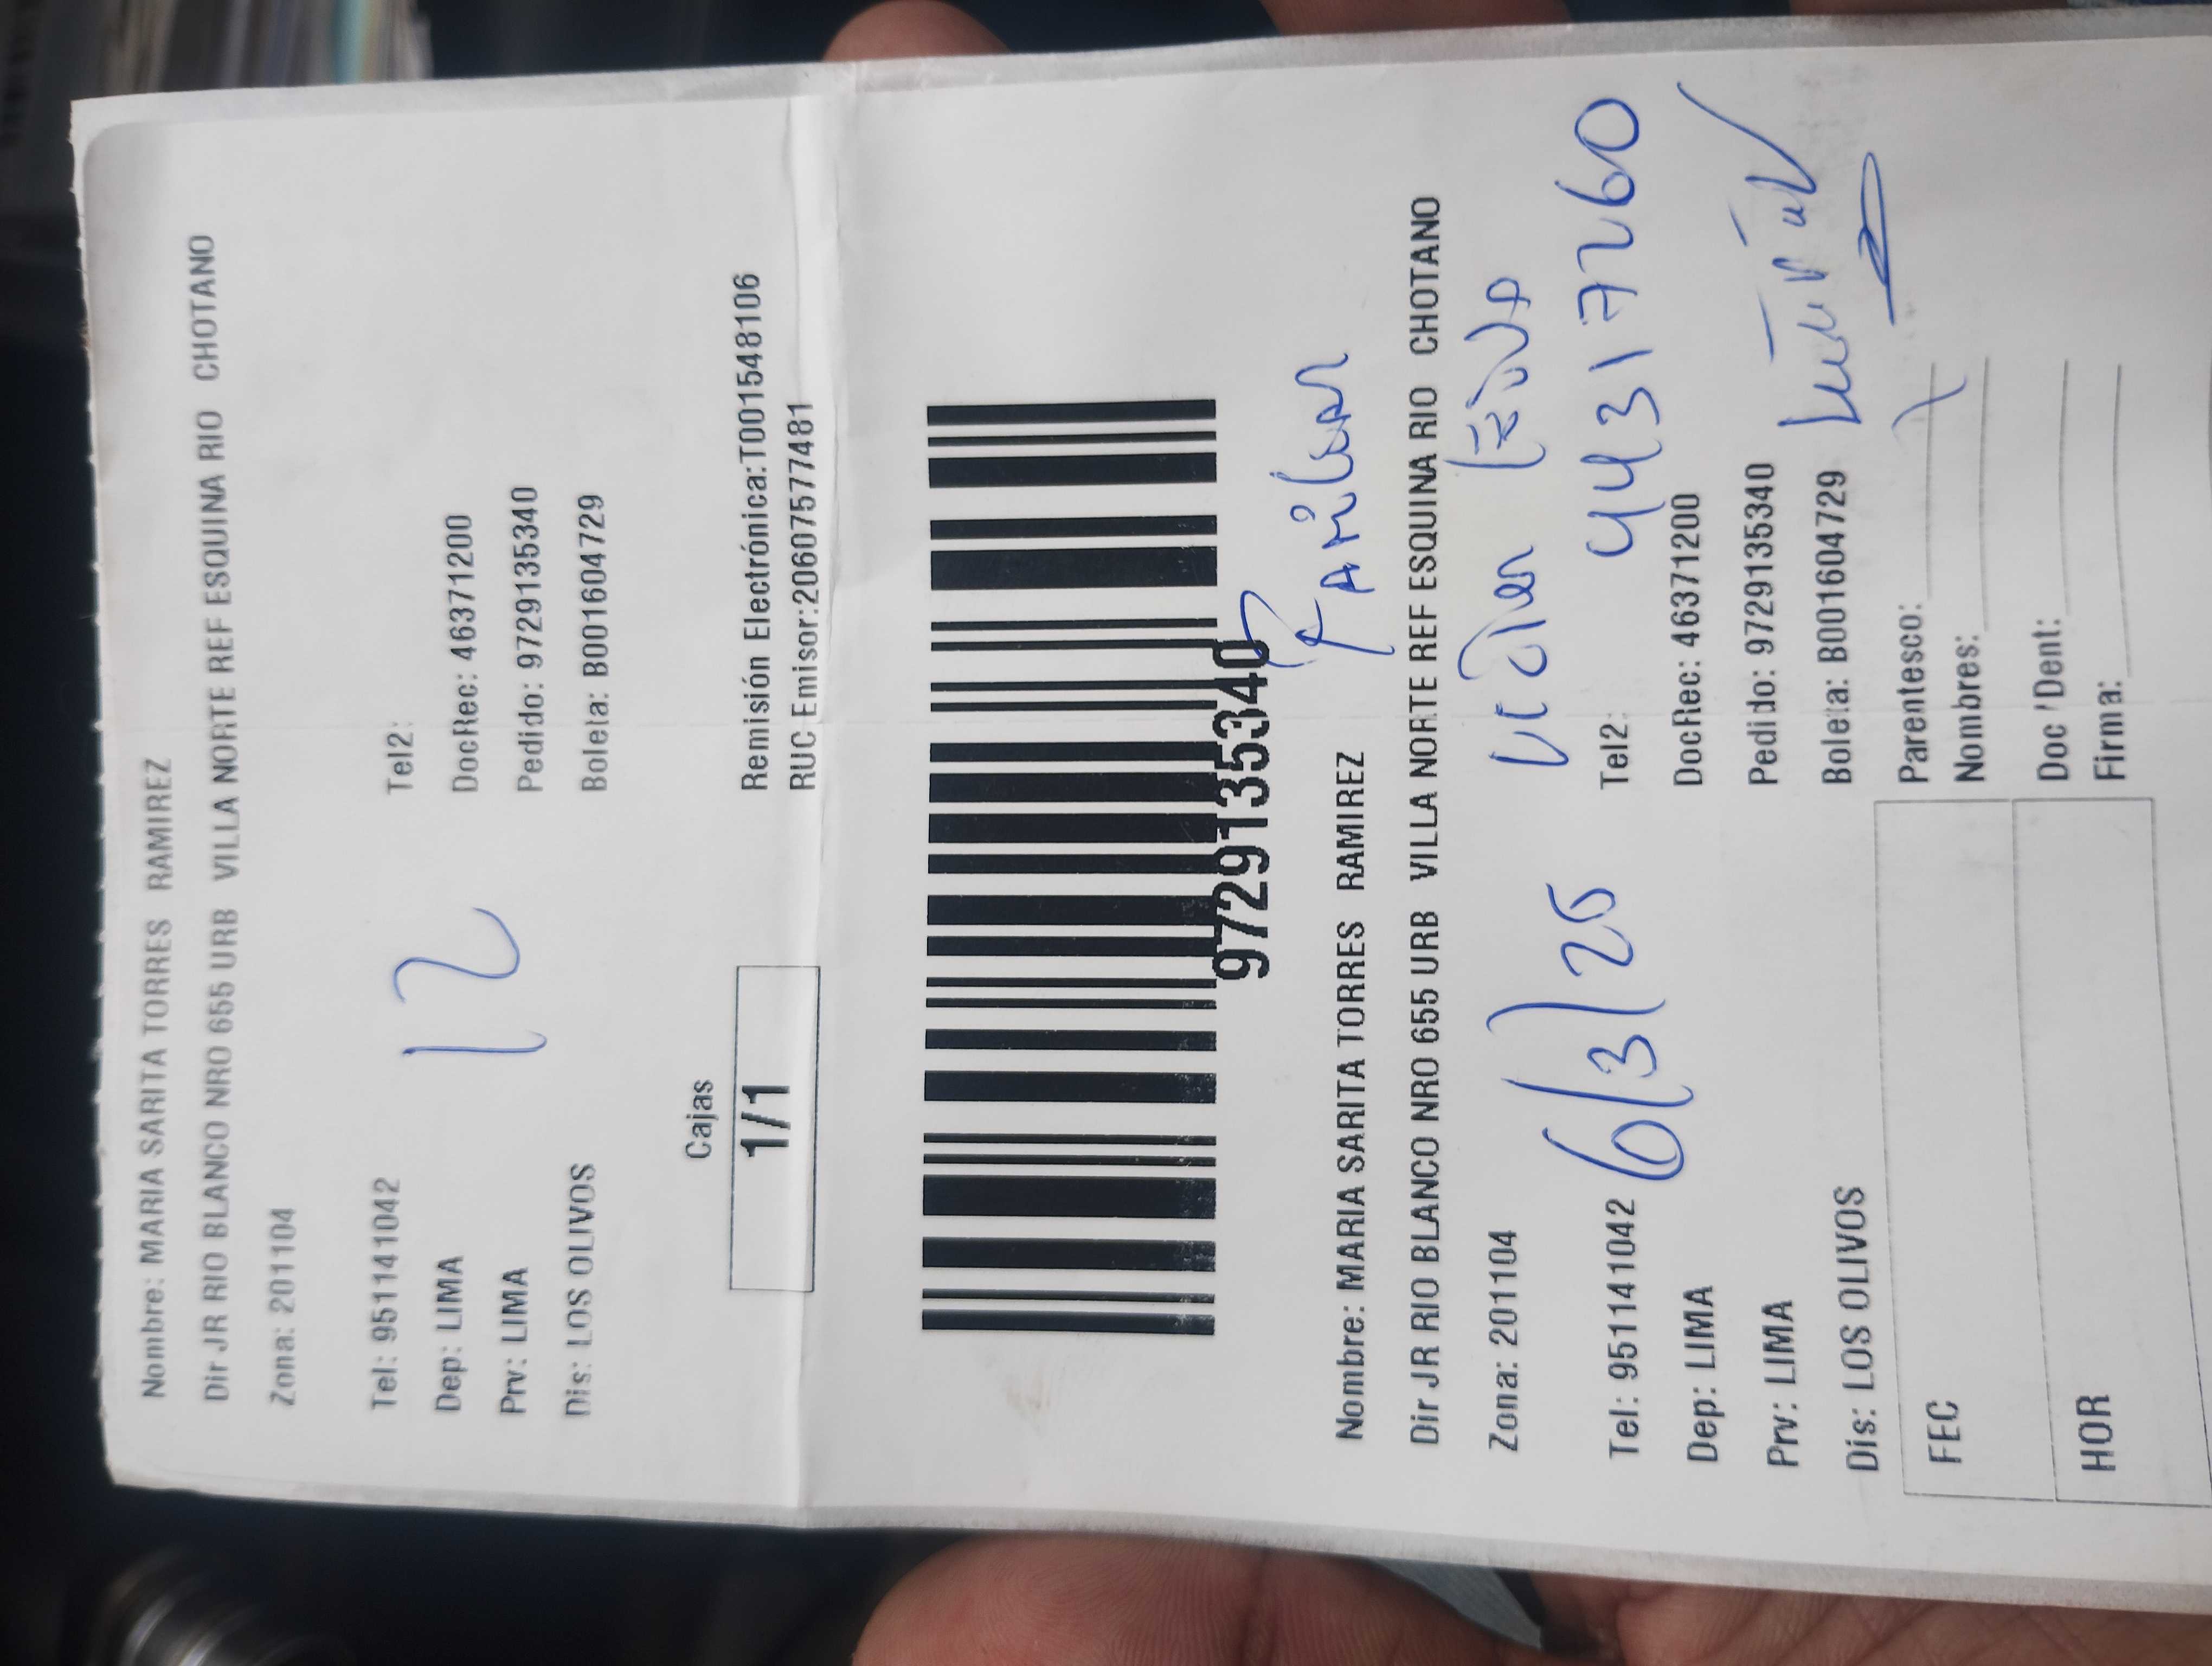 Nombre: MARIA SARITA TORRES RAMIREZ
Dir JR RIO BLANCO NRO 655 URB VILLA NORTE REF ESQUINA RIO CHOTANO
Zona: 201104
Tel: 951141042 Tel2:
Dep: LIMA DocRec: 46371200
Prv: LIMA Pedido: 9729135340
Dis: LOS OLIVOS Boleta: B001604729
12
Cajas
1/1
Remisión Electrónica:T001548106
RUC Emisor:20607577481
9729135340
Familiar
Nombre: MARIA SARITA TORRES RAMIREZ
Dir JR RIO BLANCO NRO 655 URB VILLA NORTE REF ESQUINA RIO CHOTANO
Zona: 201104
6/3/25
44317260
Tel: 951141042 Tel2:
Dep: LIMA DocRec: 46371200
Prv: LIMA Pedido: 9729135340
Dis: LOS OLIVOS Boleta: B001604729
FEC
HOR
Parentesco:
Nombres:
Doc 'Dent:
Firma: